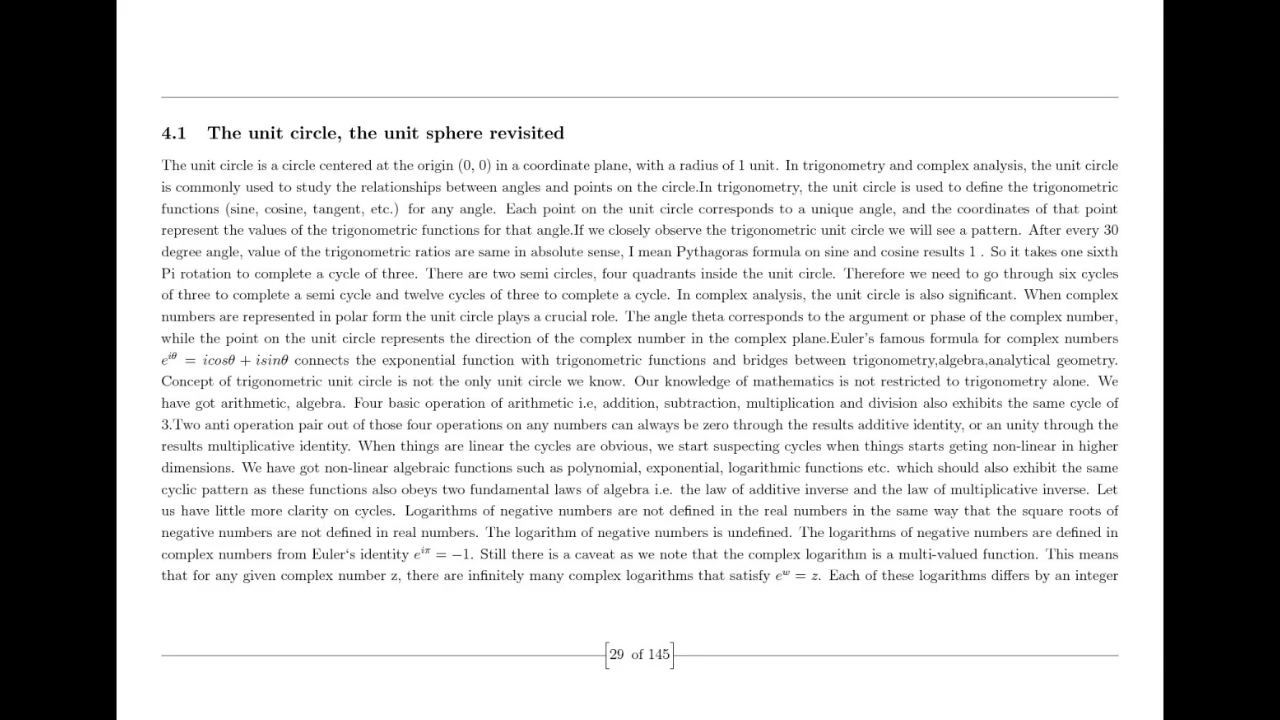 4.1 The unit circle, the unit sphere revisited
The unit circle is a circle centered at the origin (0, 0) in a coordinate plane, with a radius of 1 unit. In trigonometry and complex analysis, the unit circle
is commonly used to study the relationships between angles and points on the circle.In trigonometry, the unit circle is used to define the trigonometric
functions (sine, cosine, tangent, etc.) for any angle. Each point on the unit circle corresponds to a unique angle, and the coordinates of that point
represent the values of the trigonometric functions for that angle.If we closely observe the trigonometric unit circle we will see a pattern. After every 30
degree angle, value of the trigonometric ratios are same in absolute sense, I mean Pythagoras formula on sine and cosine results 1 . So it takes one sixth
Pi rotation to complete a cycle of three. There are two semi circles, four quadrants inside the unit circle. Therefore we need to go through six cycles
of three to complete a semi cycle and twelve cycles of three to complete a cycle. In complex analysis, the unit circle is also significant. When complex
numbers are represented in polar form the unit circle plays a crucial role. The angle theta corresponds to the argument or phase of the complex number,
while the point on the unit circle represents the direction of the complex number in the complex plane.Euler's famous formula for complex numbers
e^{iθ} = icosθ + isinθ connects the exponential function with trigonometric functions and bridges between trigonometry,algebra,analytical geometry.
Concept of trigonometric unit circle is not the only unit circle we know. Our knowledge of mathematics is not restricted to trigonometry alone. We
have got arithmetic, algebra. Four basic operation of arithmetic i.e, addition, subtraction, multiplication and division also exhibits the same cycle of
3.Two anti operation pair out of those four operations on any numbers can always be zero through the results additive identity, or an unity through the
results multiplicative identity. When things are linear the cycles are obvious, we start suspecting cycles when things starts geting non-linear in higher
dimensions. We have got non-linear algebraic functions such as polynomial, exponential, logarithmic functions etc. which should also exhibit the same
cyclic pattern as these functions also obeys two fundamental laws of algebra i.e. the law of additive inverse and the law of multiplicative inverse. Let
us have little more clarity on cycles. Logarithms of negative numbers are not defined in the real numbers in the same way that the square roots of
negative numbers are not defined in real numbers. The logarithm of negative numbers is undefined. The logarithms of negative numbers are defined in
complex numbers from Euler‘s identity e^{iπ} = −1. Still there is a caveat as we note that the complex logarithm is a multi-valued function. This means
that for any given complex number z, there are infinitely many complex logarithms that satisfy e^w = z. Each of these logarithms differs by an integer
29 of 145